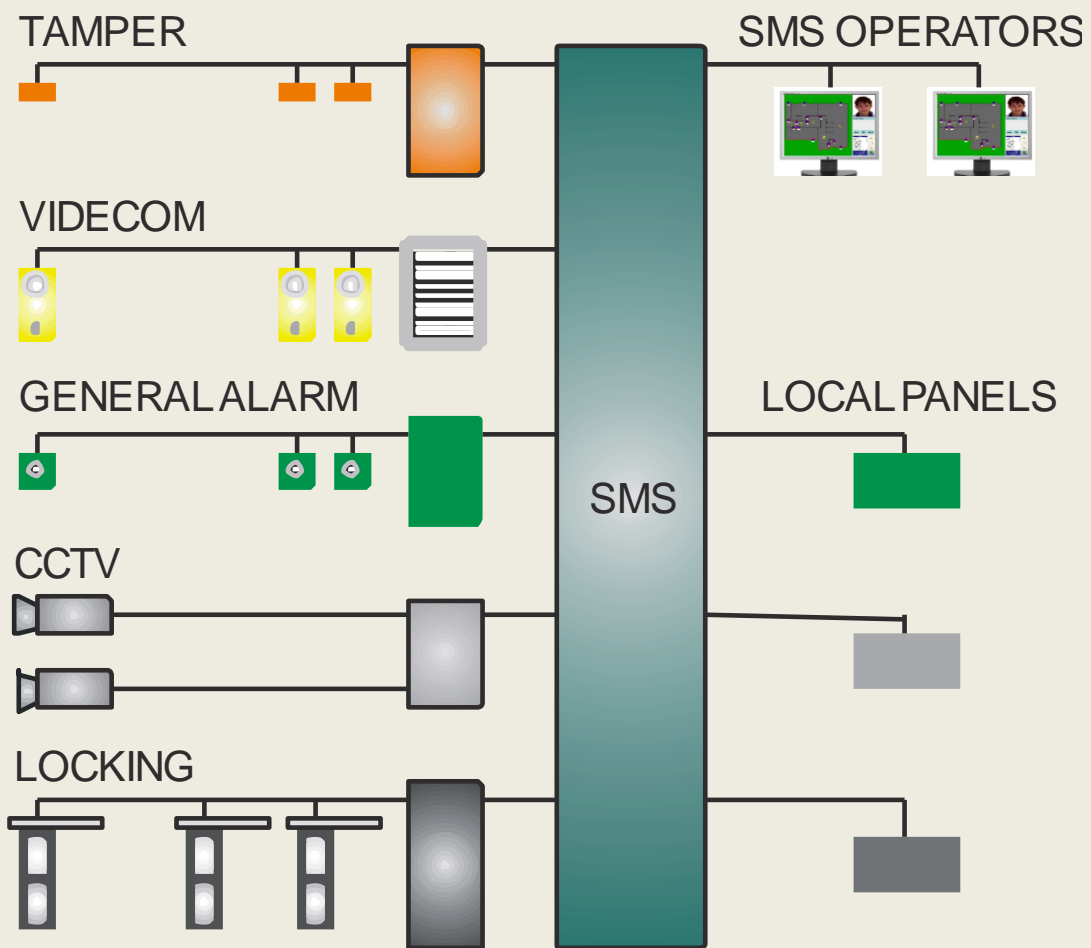 TAMPER
SMS OPERATORS
VIDECOM
GENERAL ALARM
LOCAL PANELS
SMS
CCTV
LOCKING